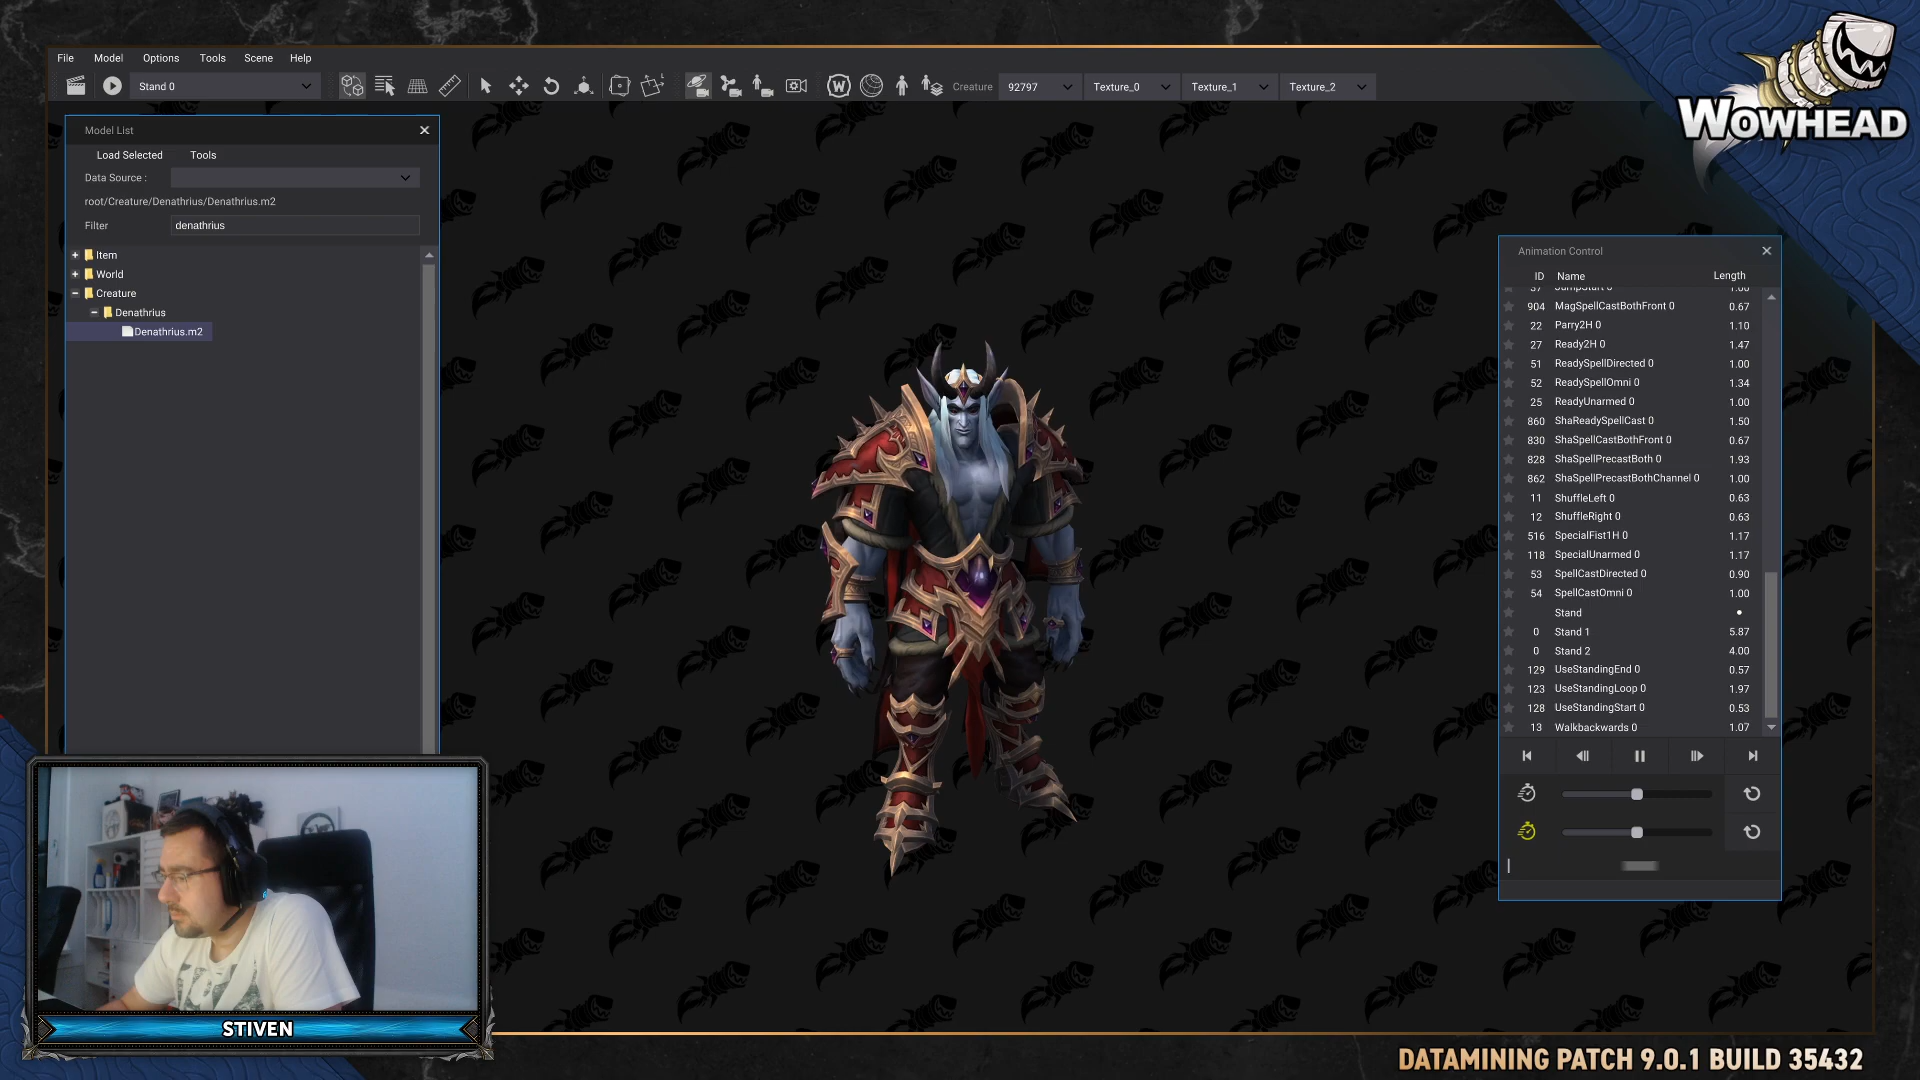 File Model Options Tools Scene Help
Stand 0
Creature 92797 Texture_0 Texture_1 Texture_2
WOWHEAD
Model List
Load Selected Tools
Data Source :
root/Creature/Denathrius/Denathrius.m2
Filter denathrius
Item
World
Creature
Denathrius
Denathrius.m2
Animation Control
ID Name Length
37 JumpStart 0 1.00
904 MagSpellCastBothFront 0 0.67
22 Parry2H 0 1.10
27 Ready2H 0 1.47
51 ReadySpellDirected 0 1.00
52 ReadySpellOmni 0 1.34
25 ReadyUnarmed 0 1.00
860 ShaReadySpellCast 0 1.50
830 ShaSpellCastBothFront 0 0.67
828 ShaSpellPrecastBoth 0 1.93
862 ShaSpellPrecastBothChannel 0 1.00
11 ShuffleLeft 0 0.63
12 ShuffleRight 0 0.63
516 SpecialFist1H 0 1.17
118 SpecialUnarmed 0 1.17
53 SpellCastDirected 0 0.90
54 SpellCastOmni 0 1.00
Stand
0 Stand 1 5.87
0 Stand 2 4.00
129 UseStandingEnd 0 0.57
123 UseStandingLoop 0 1.97
128 UseStandingStart 0 0.53
13 Walkbackwards 0 1.07
STIVEN
DATAMINING PATCH 9.0.1 BUILD 35432